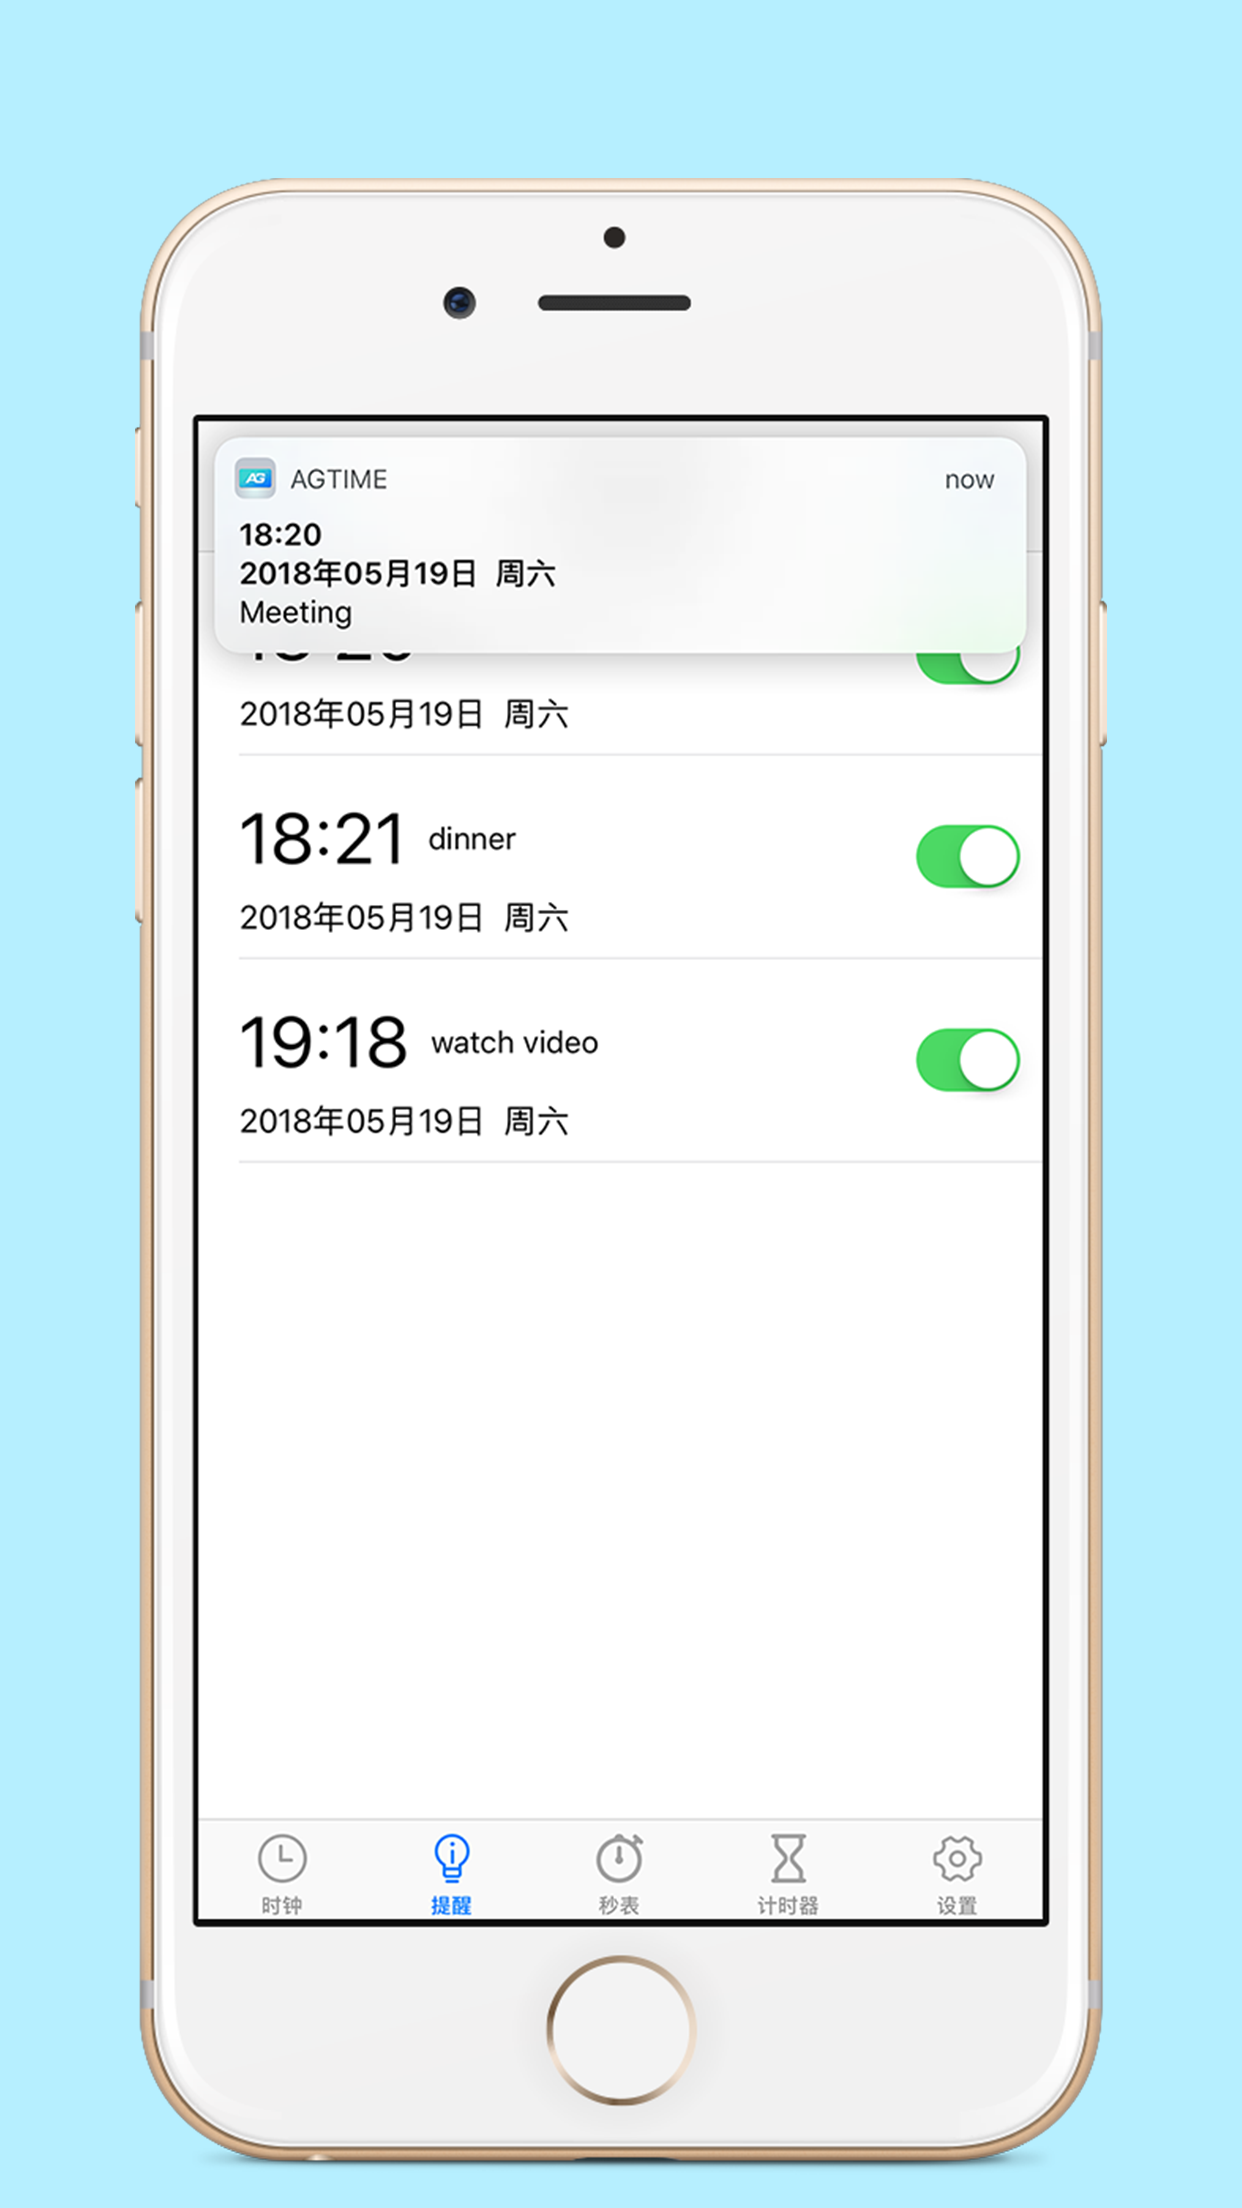 AG AGTIME now
18:20
2018年05月19日 周六
Meeting
2018年05月19日 周六
18:21 dinner
2018年05月19日 周六
19:18 watch video
2018年05月19日 周六
时钟 提醒 秒表 计时器 设置